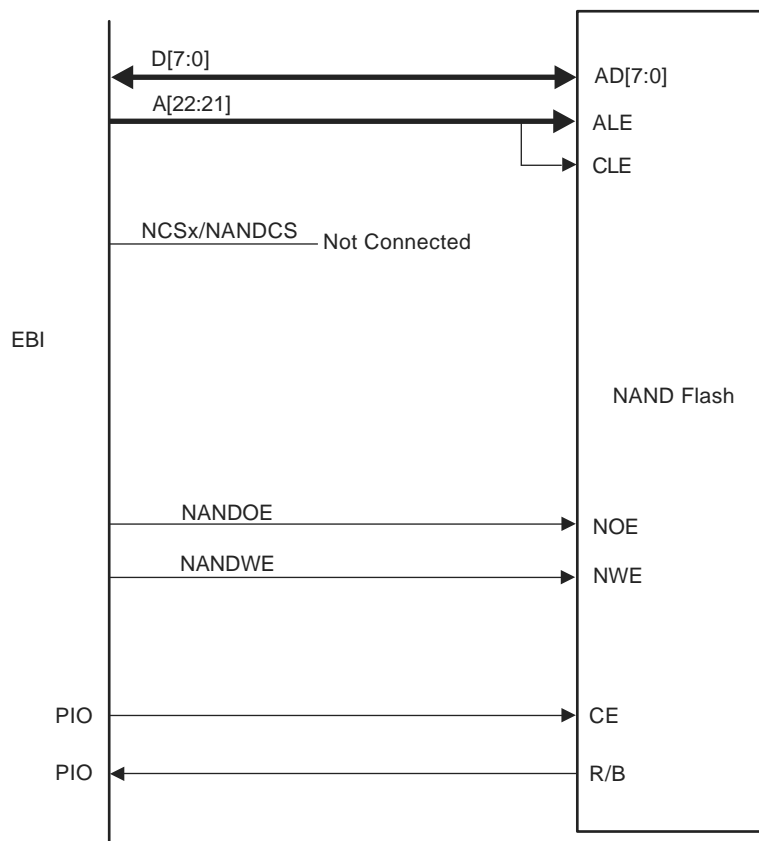 D[7:0]
AD[7:0]
A[22:21]
ALE
CLE
NCSx/NANDCS
Not Connected
EBI
NAND Flash
NANDOE
NOE
NANDWE
NWE
PIO
CE
PIO
R/B